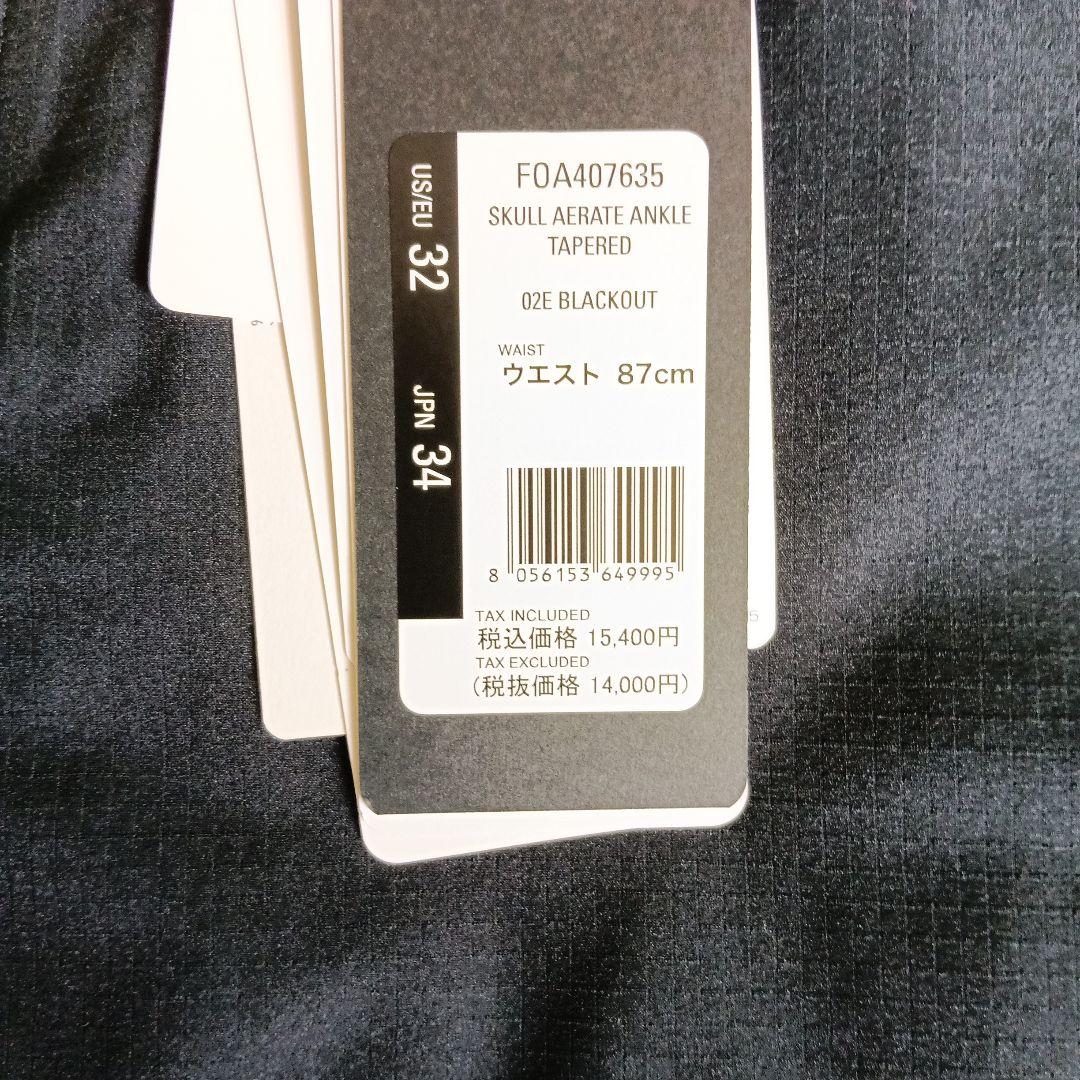 FOA407635
SKULL AERATE ANKLE
TAPERED
02E BLACKOUT
WAIST
ウエスト 87cm
US/EU 32
JPN 34
8 056153 649995
TAX INCLUDED
税込価格 15,400円
TAX EXCLUDED
(税抜価格 14,000円)